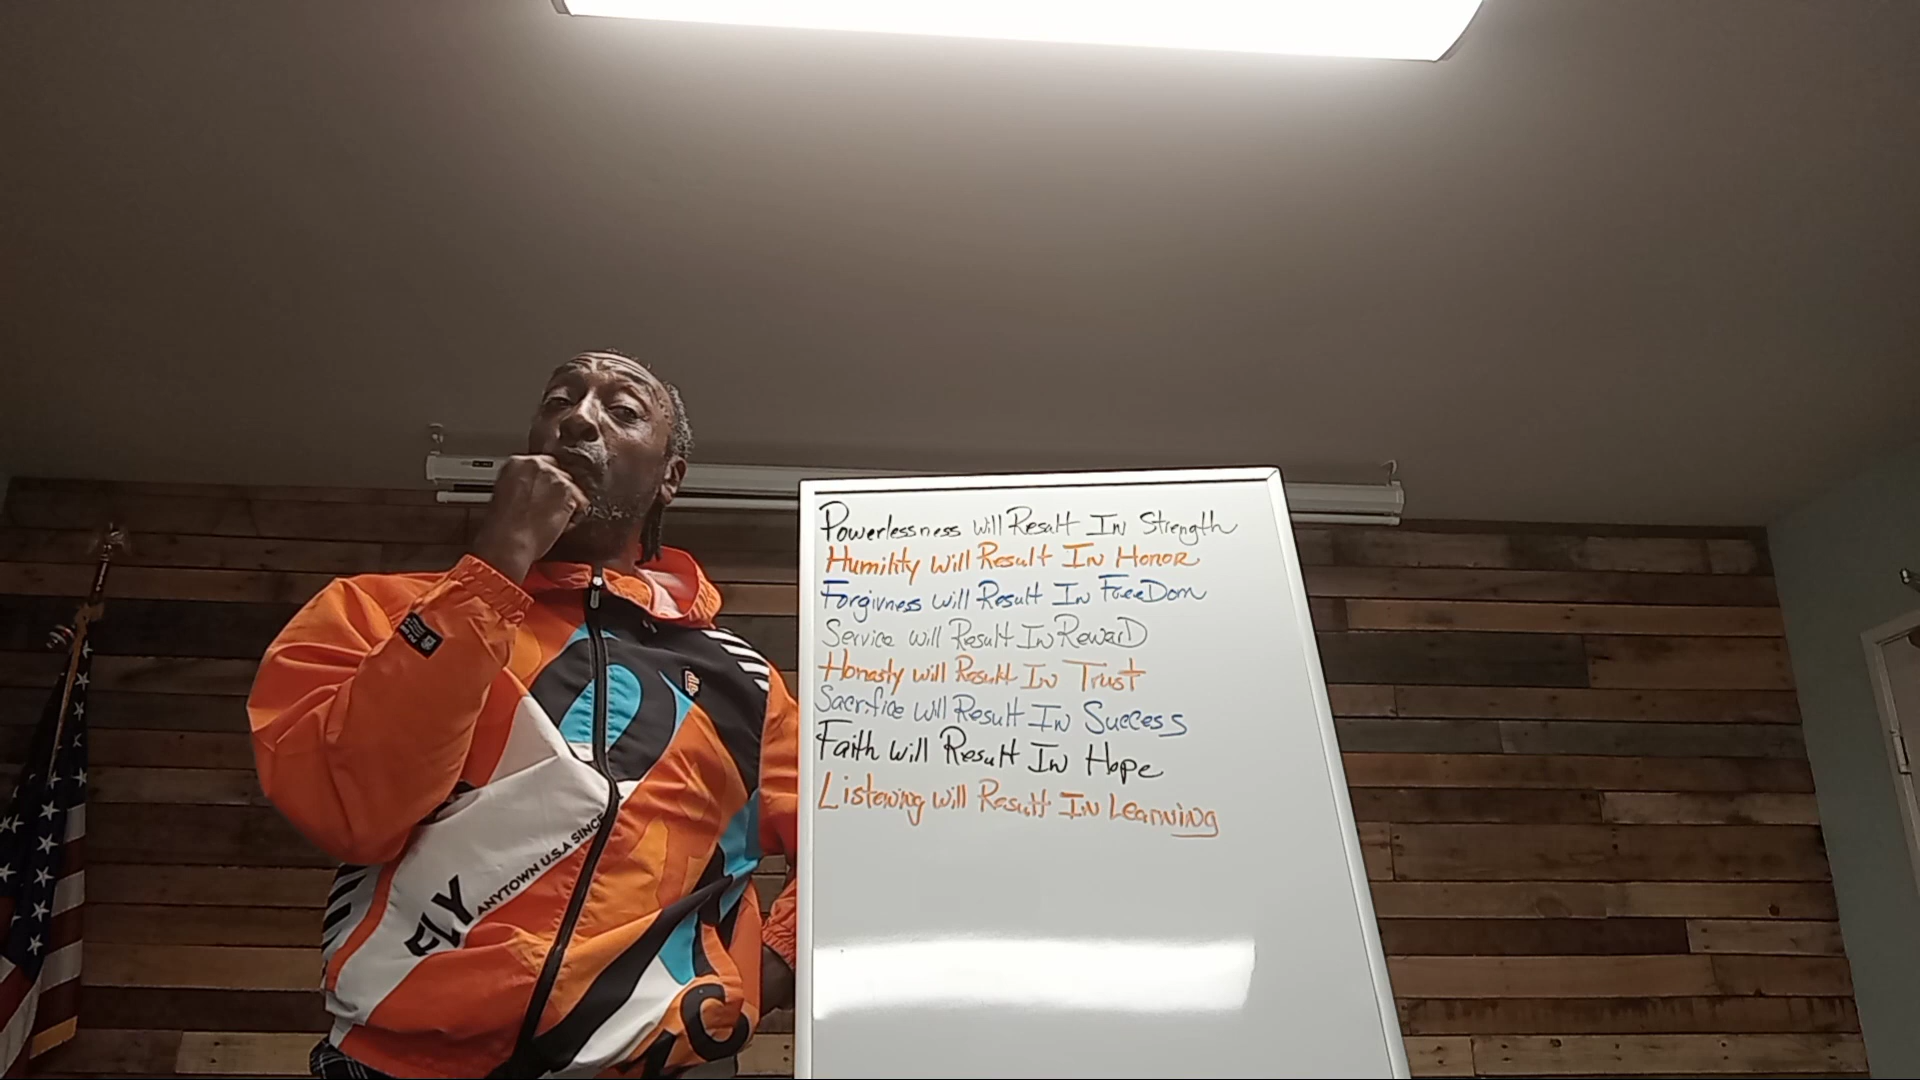 Powerlessness will Result In Strength
Humility will Result In Honor
Forgivness will Result In FreeDom
Service will Result In RewarD
Honasty will Result In Trust
Sacrifice will Result In Success
Faith will Result In Hope
Listening will Result In Learning
FLY
ANYTOWN U.S.A SINCE